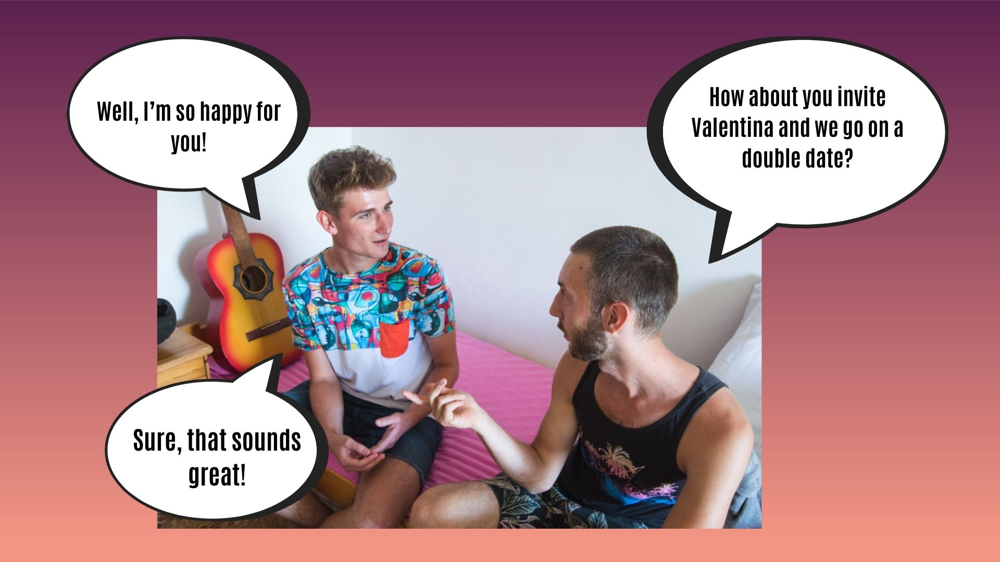 Well, I’m so happy for
you!
How about you invite
Valentina and we go on a
double date?
Sure, that sounds
great!